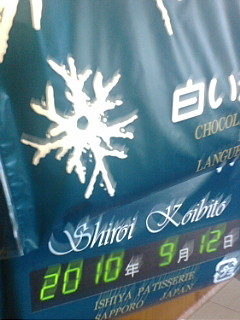 白い
CHOCOL
LANGU
Shiroi Koibito
2010年 9月12日
ISHIYA PATISSERIE
SAPPORO JAPAN